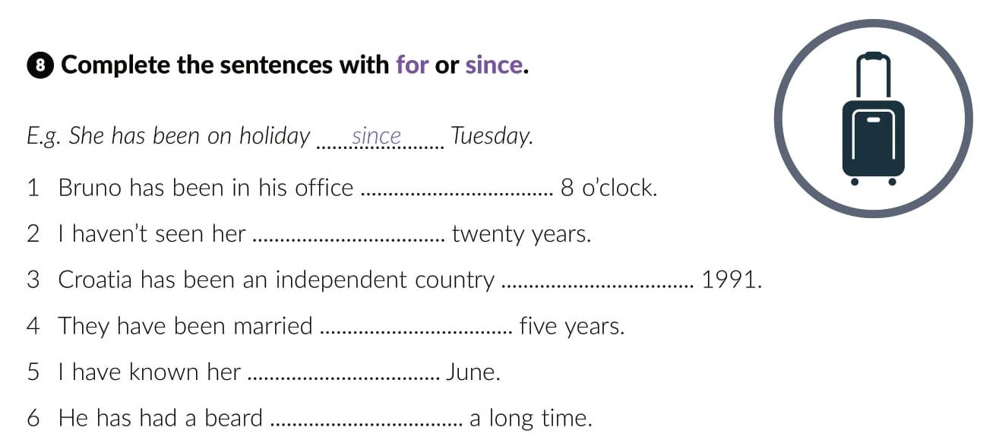 8 Complete the sentences with for or since.
E.g. She has been on holiday ......since........ Tuesday.
1 Bruno has been in his office ................................... 8 o’clock.
2 I haven’t seen her ................................... twenty years.
3 Croatia has been an independent country ................................... 1991.
4 They have been married ................................... five years.
5 I have known her ................................... June.
6 He has had a beard ................................... a long time.